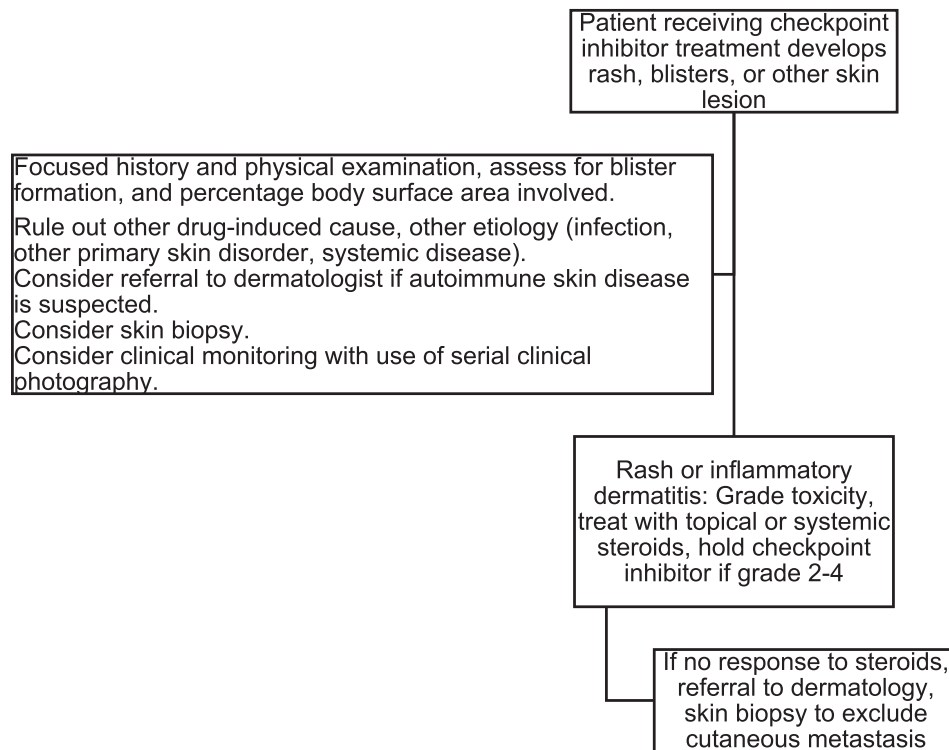 Patient receiving checkpoint
inhibitor treatment develops
rash, blisters, or other skin
lesion
Focused history and physical examination, assess for blister
formation, and percentage body surface area involved.
Rule out other drug-induced cause, other etiology (infection,
other primary skin disorder, systemic disease).
Consider referral to dermatologist if autoimmune skin disease
is suspected.
Consider skin biopsy.
Consider clinical monitoring with use of serial clinical
photography.
Rash or inflammatory
dermatitis: Grade toxicity,
treat with topical or systemic
steroids, hold checkpoint
inhibitor if grade 2-4
If no response to steroids,
referral to dermatology,
skin biopsy to exclude
cutaneous metastasis